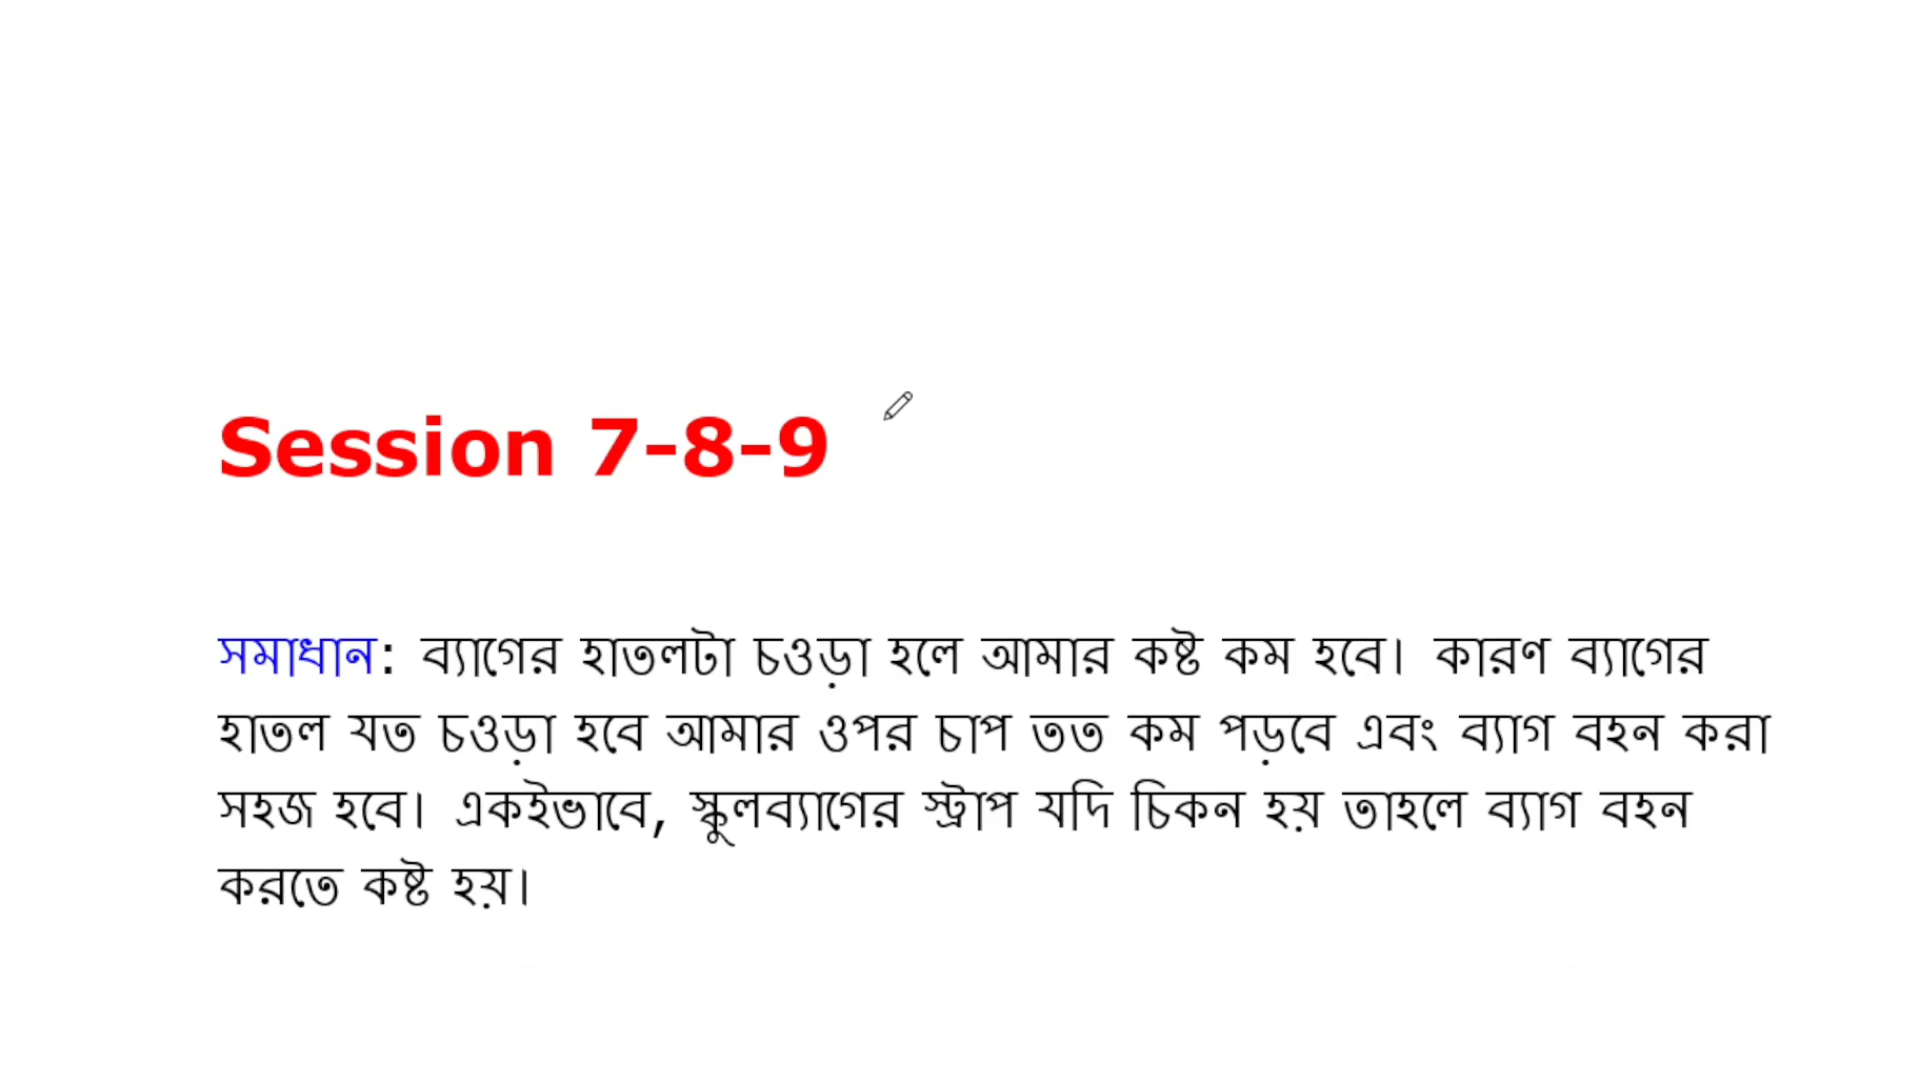 Session 7-8-9
সমাধান: ব্যাগের হাতলটা চওড়া হলে আমার কষ্ট কম হবে। কারণ ব্যাগের
হাতল যত চওড়া হবে আমার ওপর চাপ তত কম পড়বে এবং ব্যাগ বহন করা
সহজ হবে। একইভাবে, স্কুলব্যাগের স্ট্রাপ যদি চিকন হয় তাহলে ব্যাগ বহন
করতে কষ্ট হয়।